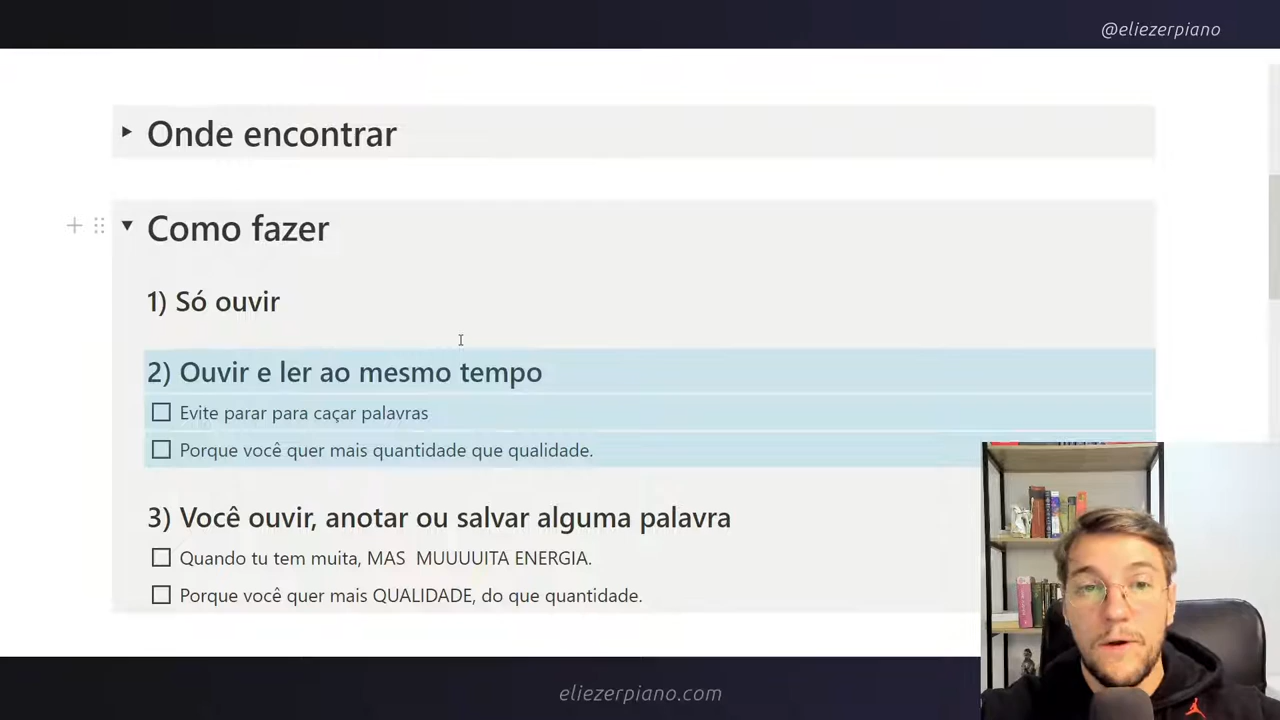 @eliezerpiano
Onde encontrar
Como fazer
1) Só ouvir
2) Ouvir e ler ao mesmo tempo
Evite parar para caçar palavras
Porque você quer mais quantidade que qualidade.
3) Você ouvir, anotar ou salvar alguma palavra
Quando tu tem muita, MAS  MUUUUITA ENERGIA.
Porque você quer mais QUALIDADE, do que quantidade.
eliezerpiano.com